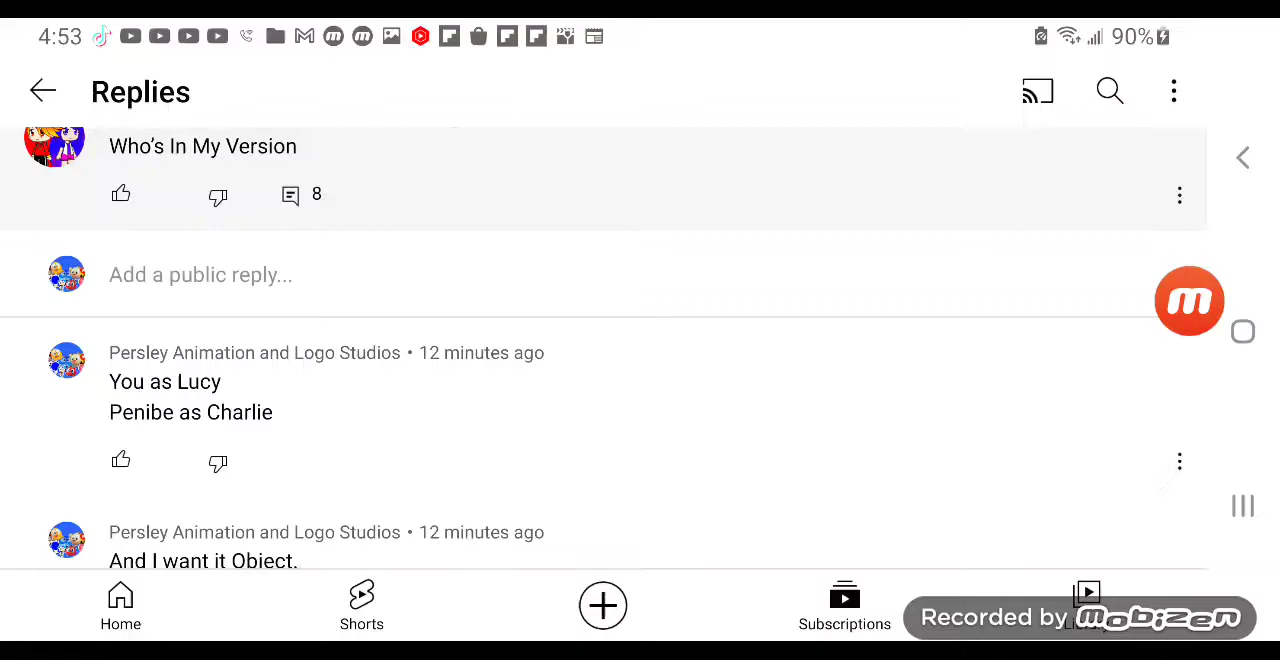 4:53
90%
Replies
Who's In My Version
8
Add a public reply...
Persley Animation and Logo Studios • 12 minutes ago
You as Lucy
Penibe as Charlie
Persley Animation and Logo Studios • 12 minutes ago
And I want it Object.
Home
Shorts
Subscriptions
Recorded by mobizen